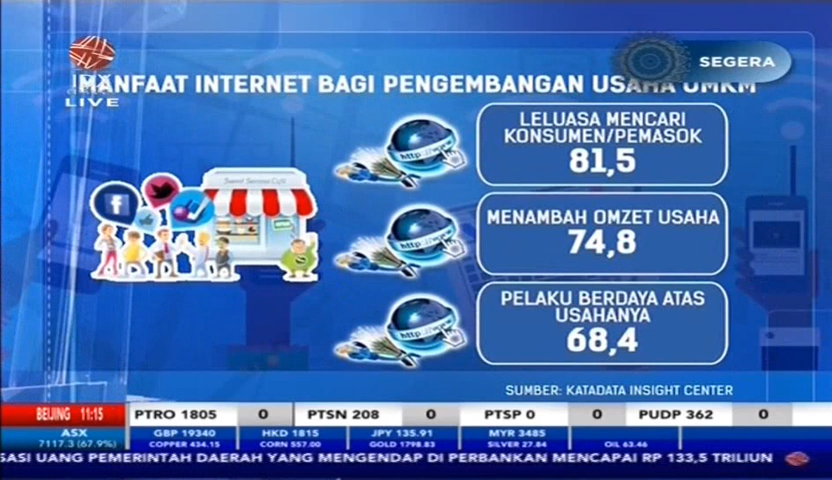 SEGERA
MANFAAT INTERNET BAGI PENGEMBANGAN USAHA UMKM
IDX
LIVE
LELUASA MENCARI
KONSUMEN/PEMASOK
81,5
MENAMBAH OMZET USAHA
74,8
PELAKU BERDAYA ATAS
USAHANYA
68,4
SUMBER: KATADATA INSIGHT CENTER
BEIJING 11:15 PTRO 1805 0 PTSN 208 0 PTSP 0 0 PUDP 362 0
ASX GBP 19340 HKD 1815 JPY 135.91 MYR 3485
7117.3 (67.9%) COPPER 434.15 CORN 557.00 GOLD 1798.83 SILVER 27.84 OIL 63.46
SASI UANG PEMERINTAH DAERAH YANG MENGENDAP DI PERBANKAN MENCAPAI RP 133,5 TRILIUN